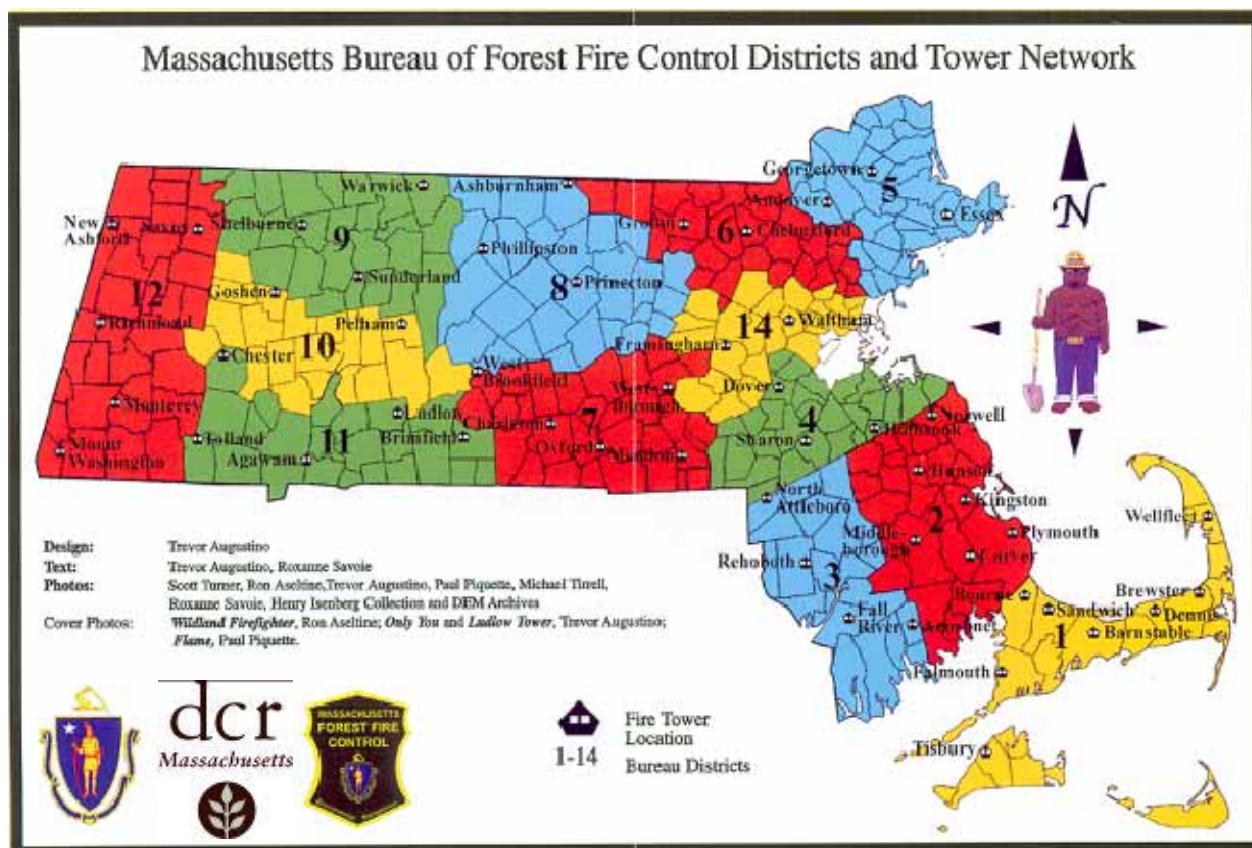 Massachusetts Bureau of Forest Fire Control Districts and Tower Network
Georgetown
5
Warwick
Ashburnham
Andover
Essex
New
Ashford
Savoy
Shelburne
9
Groton
6
Chelmsford
N
Phillipston
Sunderland
8
Princeton
12
Goshen
14
Waltham
Richmond
Pelham
10
Framingham
Chester
West
Brookfield
West-
Borough
Dover
Monterey
Ludlow
Charlton
7
4
Norwell
Holbrook
Mount
Washington
Tolland
11
Brimfield
Agawam
Oxford
Mendon
Sharon
Hanson
North
Attleboro
Kingston
Wellfleet
2
Plymouth
Middle-
borough
Carver
Rehoboth
3
Bourne
Brewster
Sandwich
Dennis
Fall
River
1
Barnstable
Falmouth
Tisbury
Design: Trevor Augustino
Text: Trevor Augustino, Roxanne Savoie
Photos: Scott Turner, Ron Aseltine,Trevor Augustino, Paul Piquette, Michael Tirrell,
Roxanne Savoie, Henry Isenberg Collection and DEM Archives
Cover Photos: Wildland Firefighter, Ron Aseltine; Only You and Ludlow Tower, Trevor Augustino;
Flame, Paul Piquette.
dcr
Massachusetts
MASSACHUSETTS
FOREST FIRE
CONTROL
Fire Tower
Location
1-14 Bureau Districts